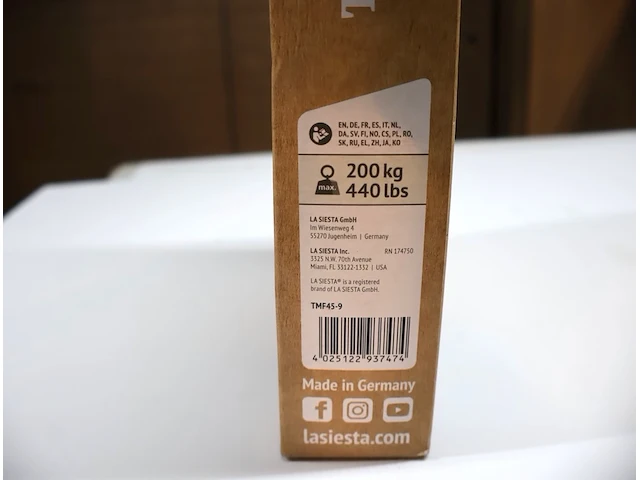 EN, DE, FR, ES, IT, NL,
DA, SV, FI, NO, CS, PL, RO,
SK, RU, EL, ZH, JA, KO
max.
200 kg
440 lbs
LA SIESTA GmbH
Im Wiesenweg 4
55270 Jugenheim | Germany
LA SIESTA Inc. RN 174750
3325 N.W. 70th Avenue
Miami, FL 33122-1332 | USA
LA SIESTA® is a registered
brand of LA SIESTA GmbH.
TMF45-9
4 025122 937474
Made in Germany
lasiesta.com